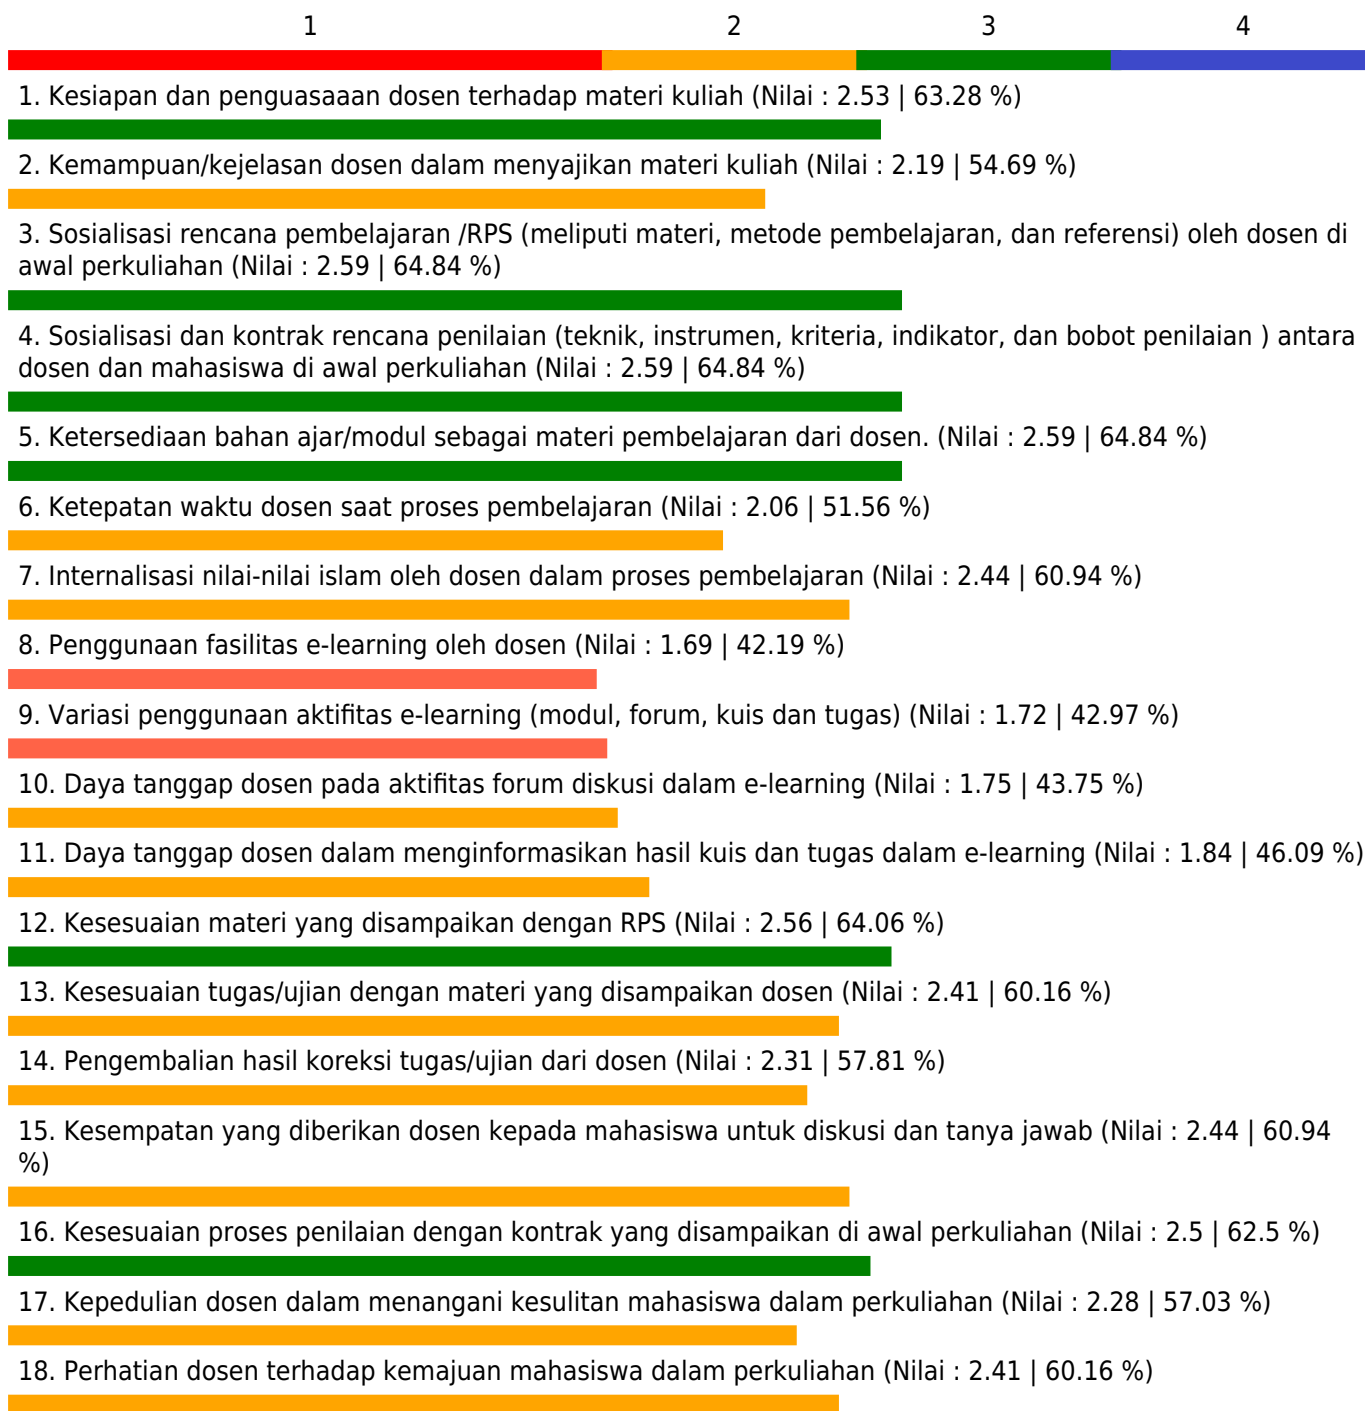 1 2 3 4
1. Kesiapan dan penguasaaan dosen terhadap materi kuliah (Nilai : 2.53 | 63.28 %)
2. Kemampuan/kejelasan dosen dalam menyajikan materi kuliah (Nilai : 2.19 | 54.69 %)
3. Sosialisasi rencana pembelajaran /RPS (meliputi materi, metode pembelajaran, dan referensi) oleh dosen di
awal perkuliahan (Nilai : 2.59 | 64.84 %)
4. Sosialisasi dan kontrak rencana penilaian (teknik, instrumen, kriteria, indikator, dan bobot penilaian ) antara
dosen dan mahasiswa di awal perkuliahan (Nilai : 2.59 | 64.84 %)
5. Ketersediaan bahan ajar/modul sebagai materi pembelajaran dari dosen. (Nilai : 2.59 | 64.84 %)
6. Ketepatan waktu dosen saat proses pembelajaran (Nilai : 2.06 | 51.56 %)
7. Internalisasi nilai-nilai islam oleh dosen dalam proses pembelajaran (Nilai : 2.44 | 60.94 %)
8. Penggunaan fasilitas e-learning oleh dosen (Nilai : 1.69 | 42.19 %)
9. Variasi penggunaan aktifitas e-learning (modul, forum, kuis dan tugas) (Nilai : 1.72 | 42.97 %)
10. Daya tanggap dosen pada aktifitas forum diskusi dalam e-learning (Nilai : 1.75 | 43.75 %)
11. Daya tanggap dosen dalam menginformasikan hasil kuis dan tugas dalam e-learning (Nilai : 1.84 | 46.09 %)
12. Kesesuaian materi yang disampaikan dengan RPS (Nilai : 2.56 | 64.06 %)
13. Kesesuaian tugas/ujian dengan materi yang disampaikan dosen (Nilai : 2.41 | 60.16 %)
14. Pengembalian hasil koreksi tugas/ujian dari dosen (Nilai : 2.31 | 57.81 %)
15. Kesempatan yang diberikan dosen kepada mahasiswa untuk diskusi dan tanya jawab (Nilai : 2.44 | 60.94
%)
16. Kesesuaian proses penilaian dengan kontrak yang disampaikan di awal perkuliahan (Nilai : 2.5 | 62.5 %)
17. Kepedulian dosen dalam menangani kesulitan mahasiswa dalam perkuliahan (Nilai : 2.28 | 57.03 %)
18. Perhatian dosen terhadap kemajuan mahasiswa dalam perkuliahan (Nilai : 2.41 | 60.16 %)